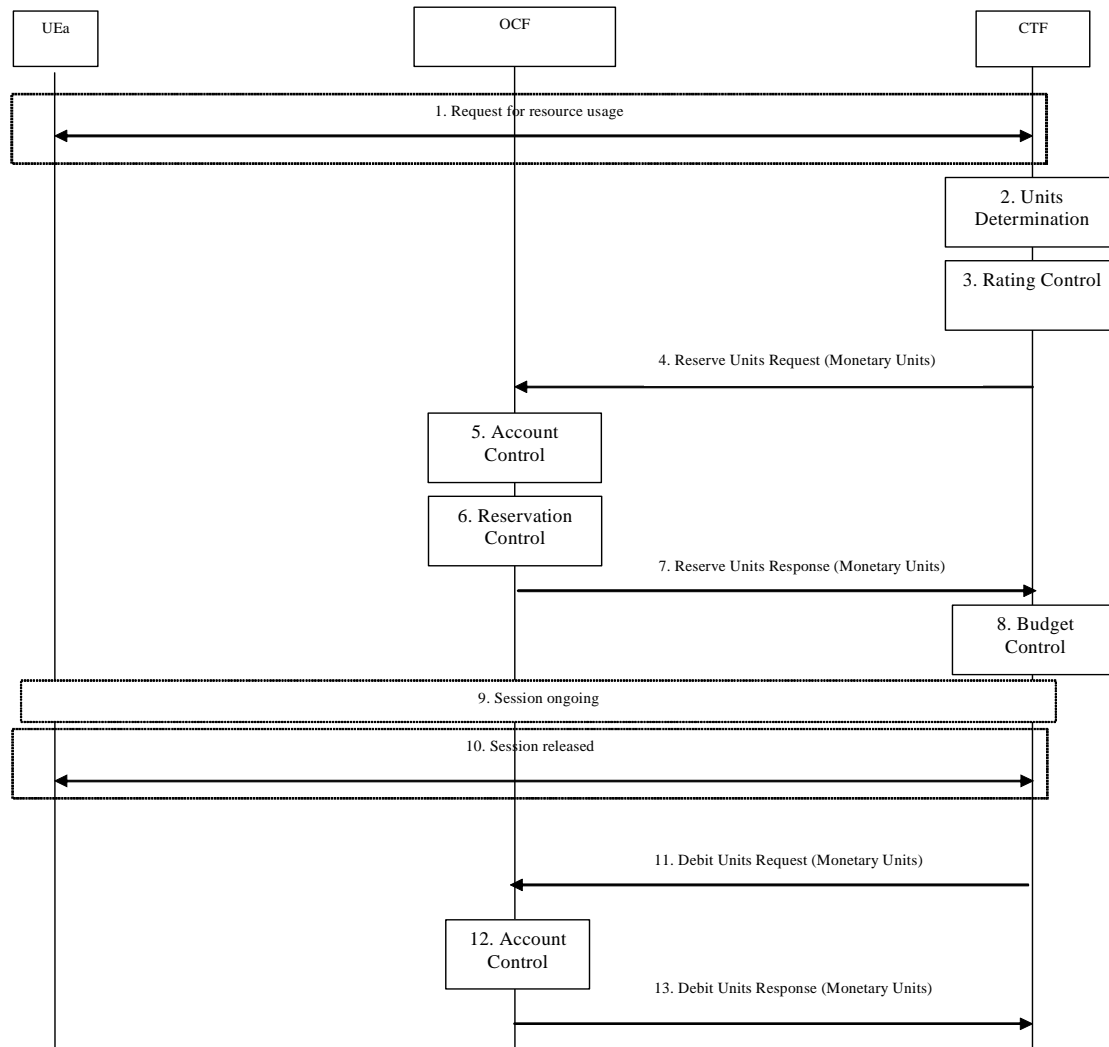 UEa
OCF
CTF
1. Request for resource usage
2. Units
Determination
3. Rating Control
4. Reserve Units Request (Monetary Units)
5. Account
Control
6. Reservation
Control
7. Reserve Units Response (Monetary Units)
8. Budget
Control
9. Session ongoing
10. Session released
11. Debit Units Request (Monetary Units)
12. Account
Control
13. Debit Units Response (Monetary Units)